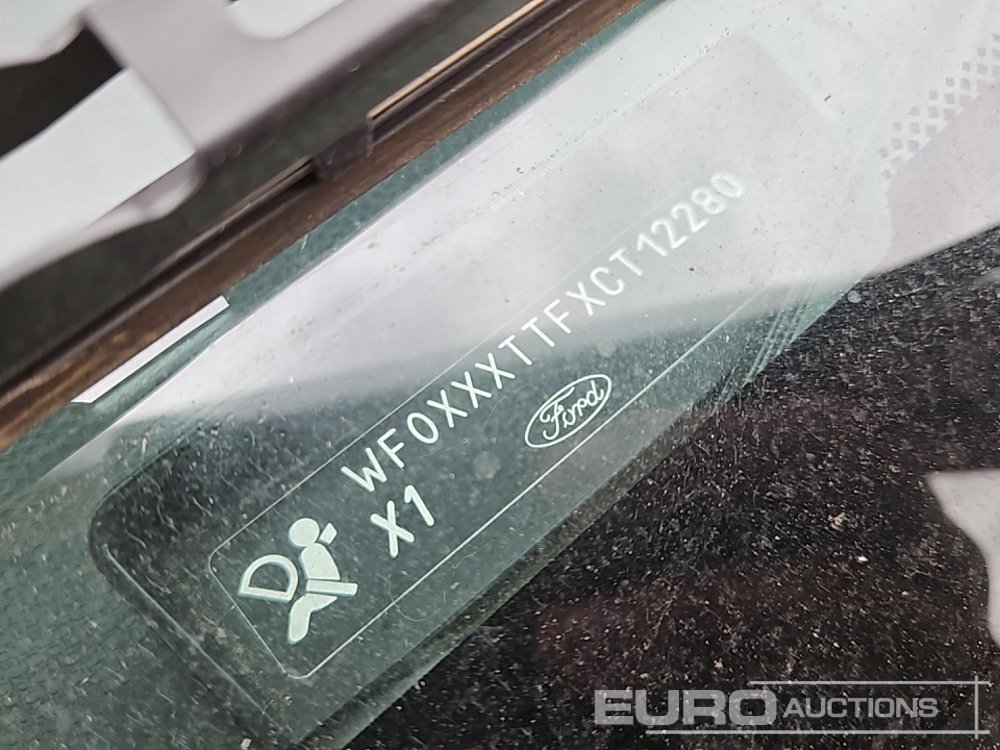 WF0XXXTTFXCT12280
X1
Ford
EURO AUCTIONS